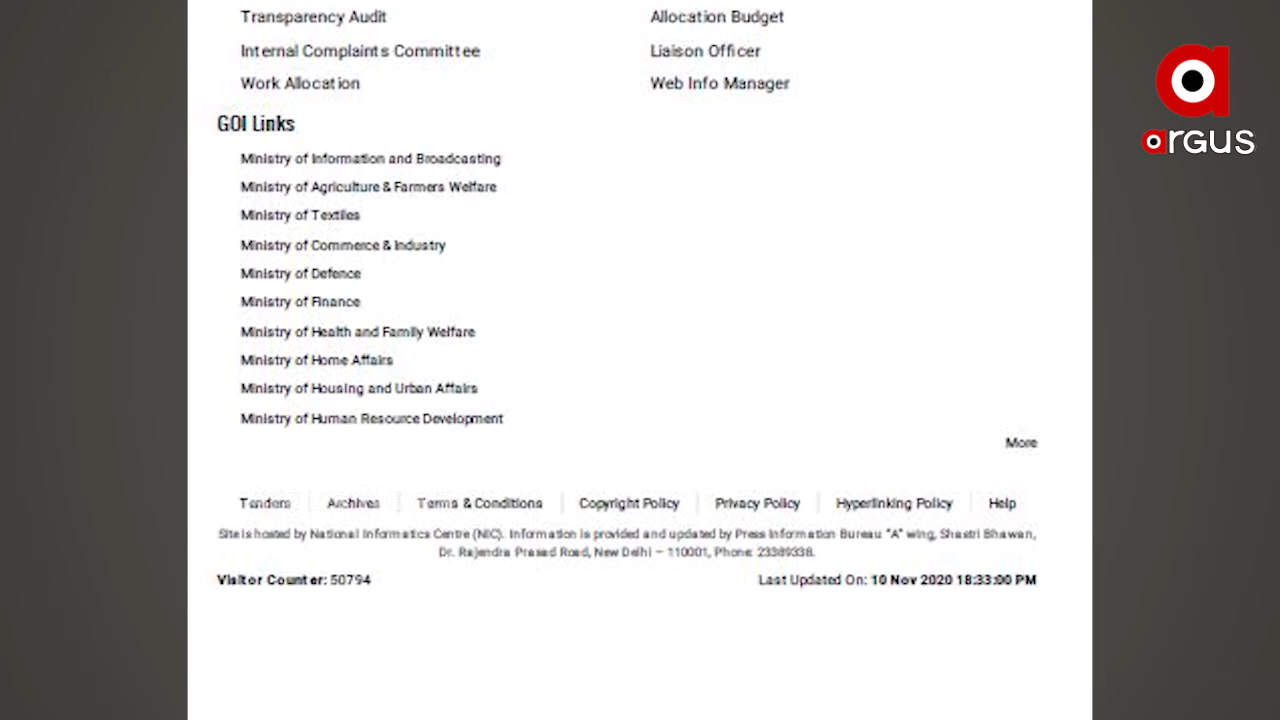 Transparency Audit
Allocation Budget
Internal Complaints Committee
Liaison Officer
Work Allocation
Web Info Manager
GOI Links
Ministry of Information and Broadcasting
Ministry of Agriculture & Farmers Welfare
Ministry of Textiles
Ministry of Commerce & Industry
Ministry of Defence
Ministry of Finance
Ministry of Health and Family Welfare
Ministry of Home Affairs
Ministry of Housing and Urban Affairs
Ministry of Human Resource Development
More
Tenders
Archives
Terms & Conditions
Copyright Policy
Privacy Policy
Hyperlinking Policy
Help
Site is hosted by National Informatics Centre (NIC). Information is provided and updated by Press Information Bureau "A" wing, Shastri Bhawan,
Dr. Rajendra Prasad Road, New Delhi – 110001, Phone: 23389338.
Visitor Counter: 50794
Last Updated On: 10 Nov 2020 18:33:00 PM
argus